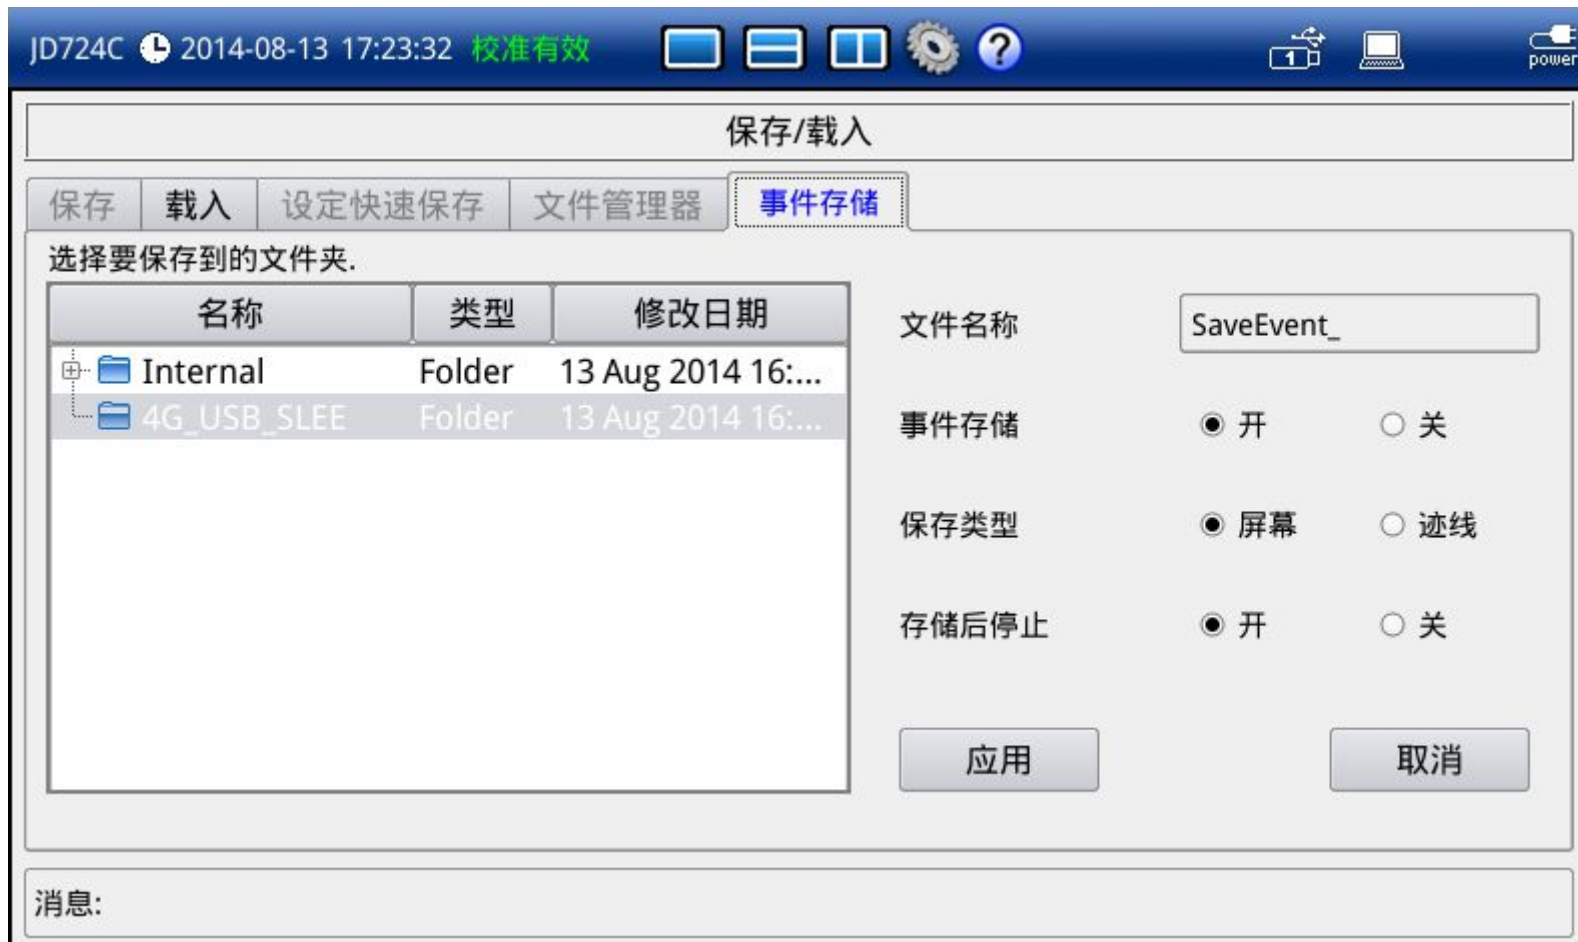 JD724C 2014-08-13 17:23:32 校准有效 ? 1 power
保存/载入
保存 载入 设定快速保存 文件管理器 事件存储
选择要保存到的文件夹.
名称 类型 修改日期
Internal Folder 13 Aug 2014 16:...
4G_USB_SLEE Folder 13 Aug 2014 16:...
文件名称 SaveEvent_
事件存储 开 关
保存类型 屏幕 迹线
存储后停止 开 关
应用 取消
消息: